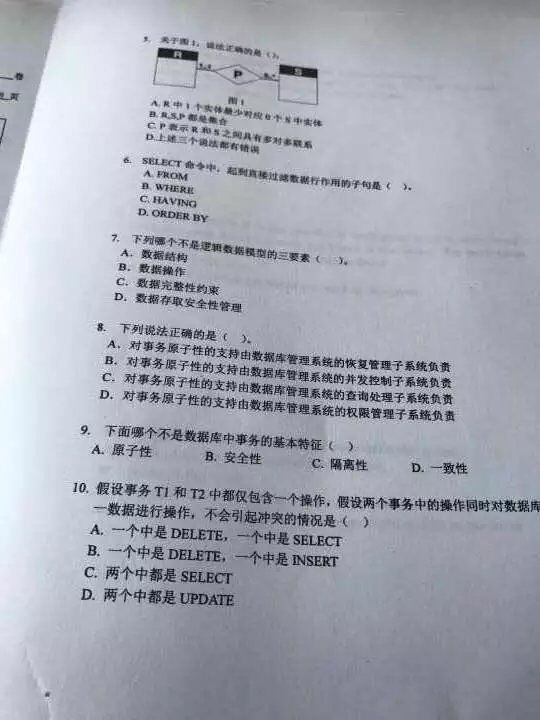 卷
页
5. 关于图1，说法正确的是（ ）。
R
P
S
图1
A. R中1个实体最少对应0个S中实体
B. R,S,P都是集合
C. P表示R和S之间具有多对多联系
D.上述三个说法都有错误
6. SELECT命令中，起到直接过滤数据行作用的子句是（ ）。
A. FROM
B. WHERE
C. HAVING
D. ORDER BY
7. 下列哪个不是逻辑数据模型的三要素（ ）。
A．数据结构
B．数据操作
C．数据完整性约束
D．数据存取安全性管理
8. 下列说法正确的是（ ）。
A．对事务原子性的支持由数据库管理系统的恢复管理子系统负责
B．对事务原子性的支持由数据库管理系统的并发控制子系统负责
C．对事务原子性的支持由数据库管理系统的查询处理子系统负责
D．对事务原子性的支持由数据库管理系统的权限管理子系统负责
9. 下面哪个不是数据库中事务的基本特征（ ）
A. 原子性 B. 安全性 C. 隔离性 D. 一致性
10. 假设事务 T1 和 T2 中都仅包含一个操作，假设两个事务中的操作同时对数据库
一数据进行操作，不会引起冲突的情况是（ ）
A. 一个中是 DELETE，一个中是 SELECT
B. 一个中是 DELETE，一个中是 INSERT
C. 两个中都是 SELECT
D. 两个中都是 UPDATE